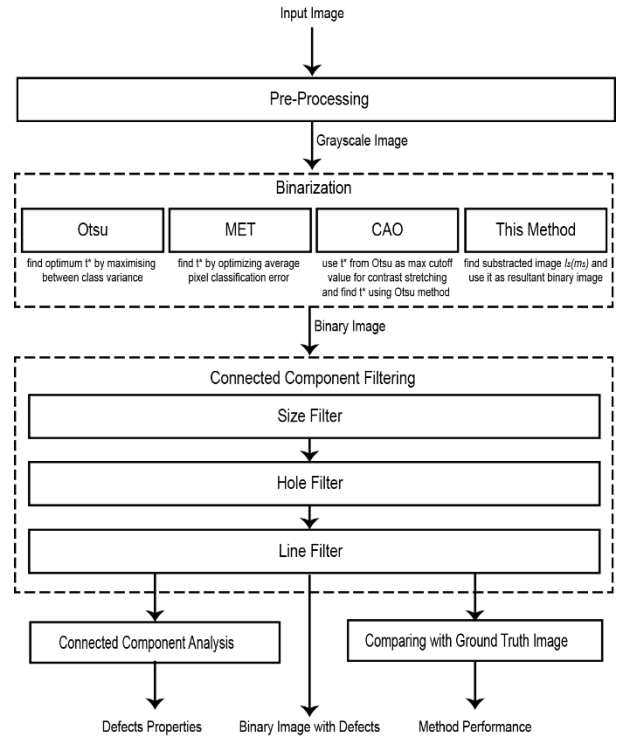 Input Image
Pre-Processing
Grayscale Image
Binarization
Otsu
find optimum t* by maximising
between class variance
MET
find t* by optimizing average
pixel classification error
CAO
use t* from Otsu as max cutoff
value for contrast stretching
and find t* using Otsu method
This Method
find substracted image Is(ms) and
use it as resultant binary image
Binary Image
Connected Component Filtering
Size Filter
Hole Filter
Line Filter
Connected Component Analysis
Comparing with Ground Truth Image
Defects Properties
Binary Image with Defects
Method Performance